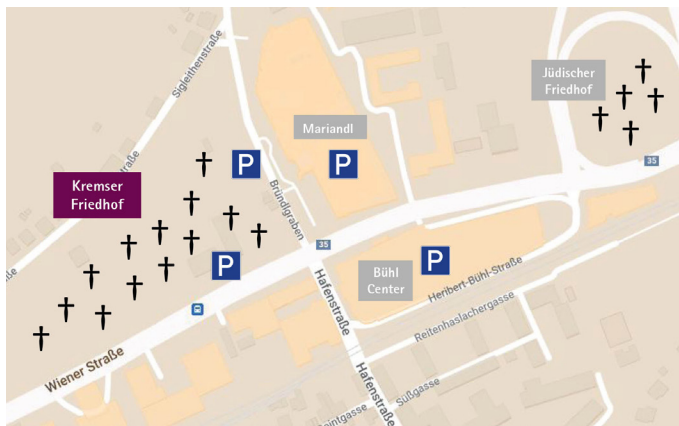 Sigleithenstraße
Jüdischer
Friedhof
Mariandl
P
P
35
Kremser
Friedhof
Bründlgraben
35
P
P
Bühl
Center
Heribert-Bühl-Straße
Hafenstraße
Reitenhaslachergasse
Wiener Straße
Hafenstraße
Süßgasse